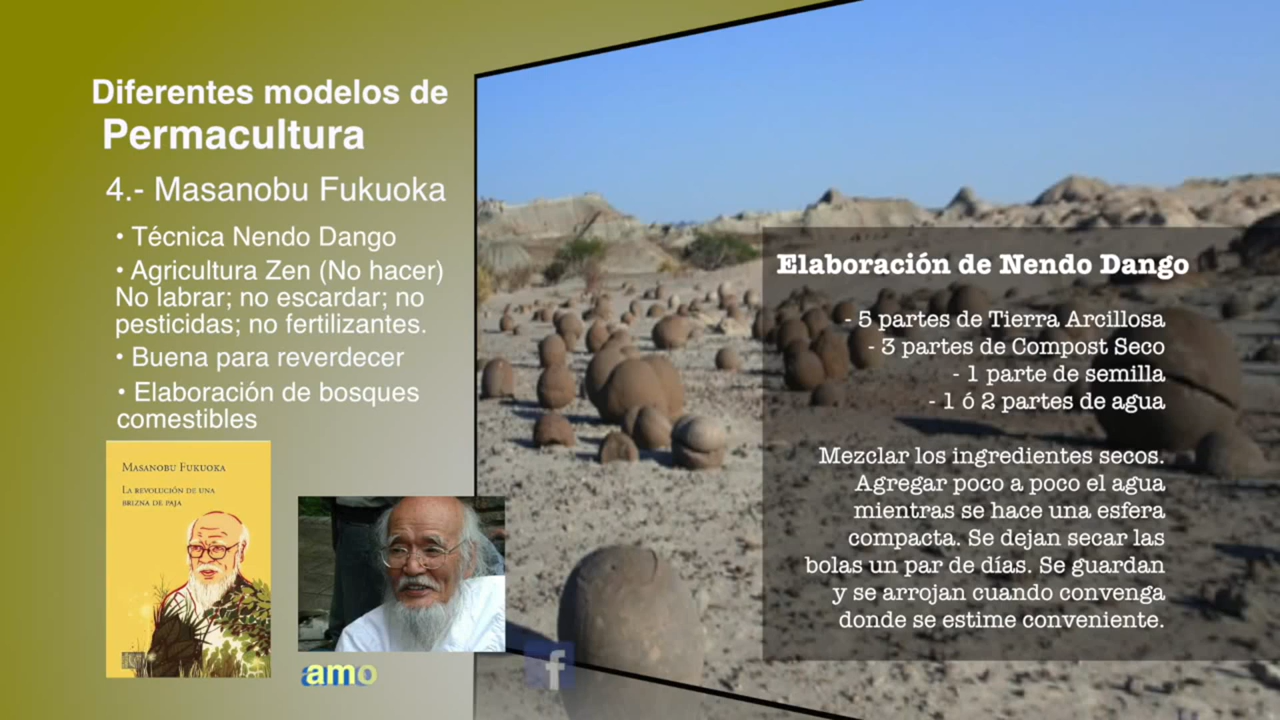 Diferentes modelos de
Permacultura
4.- Masanobu Fukuoka
• Técnica Nendo Dango
• Agricultura Zen (No hacer)
No labrar; no escardar; no
pesticidas; no fertilizantes.
• Buena para reverdecer
• Elaboración de bosques
comestibles
MASANOBU FUKUOKA
LA REVOLUCIÓN DE UNA
BRIZNA DE PAJA
amo
f
Elaboración de Nendo Dango
- 5 partes de Tierra Arcillosa
- 3 partes de Compost Seco
- 1 parte de semilla
- 1 ó 2 partes de agua
Mezclar los ingredientes secos.
Agregar poco a poco el agua
mientras se hace una esfera
compacta. Se dejan secar las
bolas un par de días. Se guardan
y se arrojan cuando convenga
donde se estime conveniente.